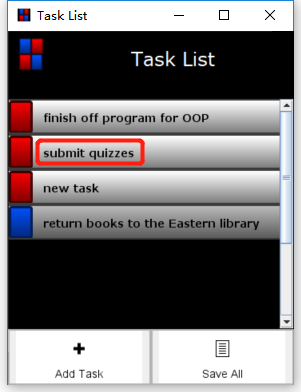 Task List
Task List
finish off program for OOP
submit quizzes
new task
return books to the Eastern library
Add Task
Save All